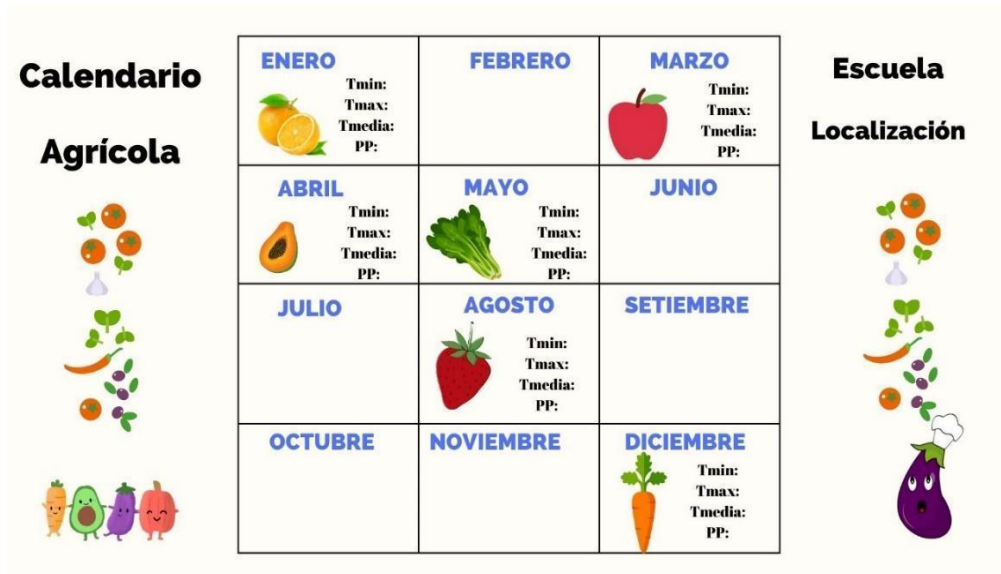 Calendario
Agrícola
ENERO
Tmin:
Tmax:
Tmedia:
PP:
FEBRERO
MARZO
Tmin:
Tmax:
Tmedia:
PP:
ABRIL
Tmin:
Tmax:
Tmedia:
PP:
MAYO
Tmin:
Tmax:
Tmedia:
PP:
JUNIO
JULIO
AGOSTO
Tmin:
Tmax:
Tmedia:
PP:
SETIEMBRE
OCTUBRE
NOVIEMBRE
DICIEMBRE
Tmin:
Tmax:
Tmedia:
PP:
Escuela
Localización